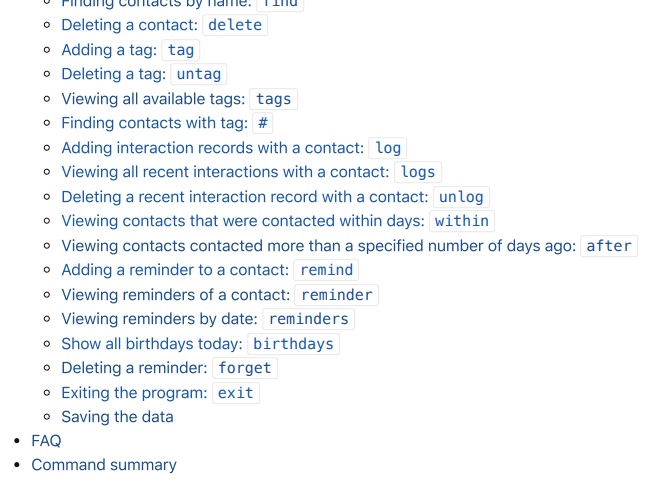 Finding contacts by name: find
Deleting a contact: delete
Adding a tag: tag
Deleting a tag: untag
Viewing all available tags: tags
Finding contacts with tag: #
Adding interaction records with a contact: log
Viewing all recent interactions with a contact: logs
Deleting a recent interaction record with a contact: unlog
Viewing contacts that were contacted within days: within
Viewing contacts contacted more than a specified number of days ago: after
Adding a reminder to a contact: remind
Viewing reminders of a contact: reminder
Viewing reminders by date: reminders
Show all birthdays today: birthdays
Deleting a reminder: forget
Exiting the program: exit
Saving the data
FAQ
Command summary